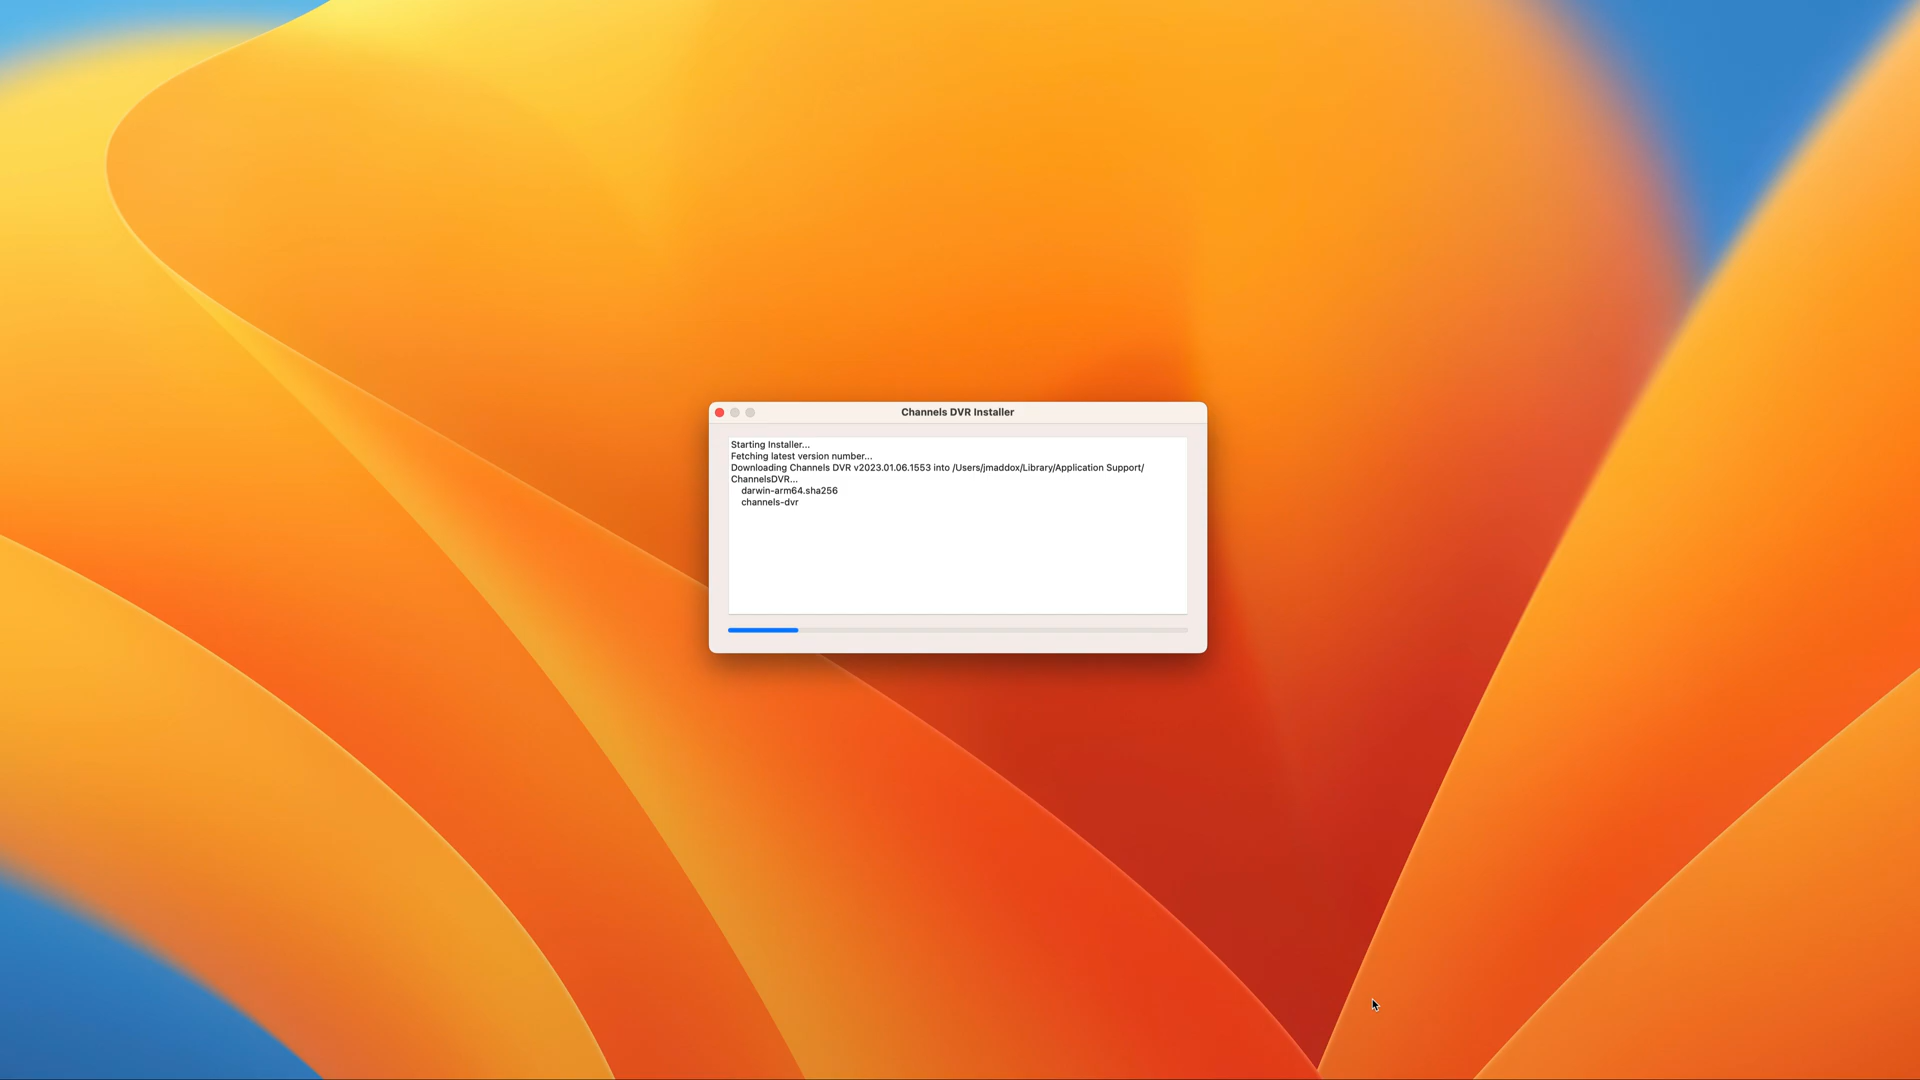 Channels DVR Installer
Starting Installer...
Fetching latest version number...
Downloading Channels DVR v2023.01.06.1553 into /Users/jmaddox/Library/Application Support/
ChannelsDVR...
darwin-arm64.sha256
channels-dvr